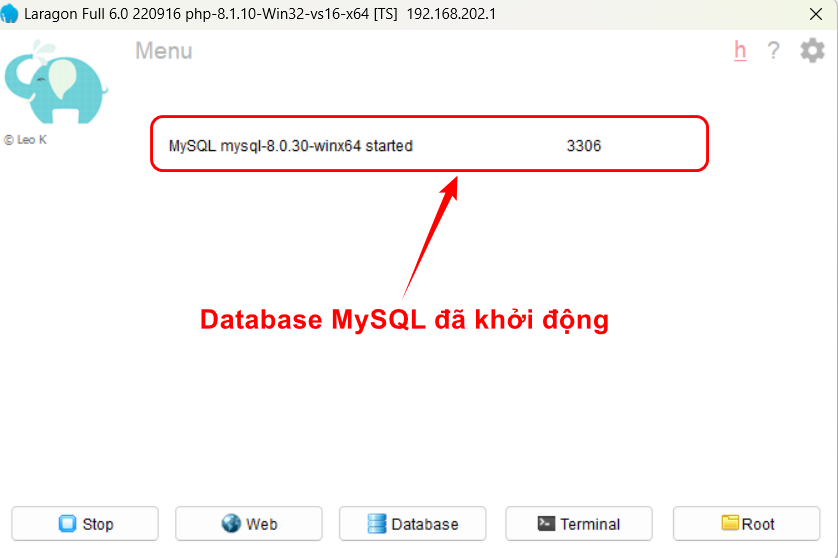 Laragon Full 6.0 220916 php-8.1.10-Win32-vs16-x64 [TS] 192.168.202.1
Menu
h ?
© Leo K
MySQL mysql-8.0.30-winx64 started 3306
Database MySQL đã khởi động
Stop Web Database Terminal Root